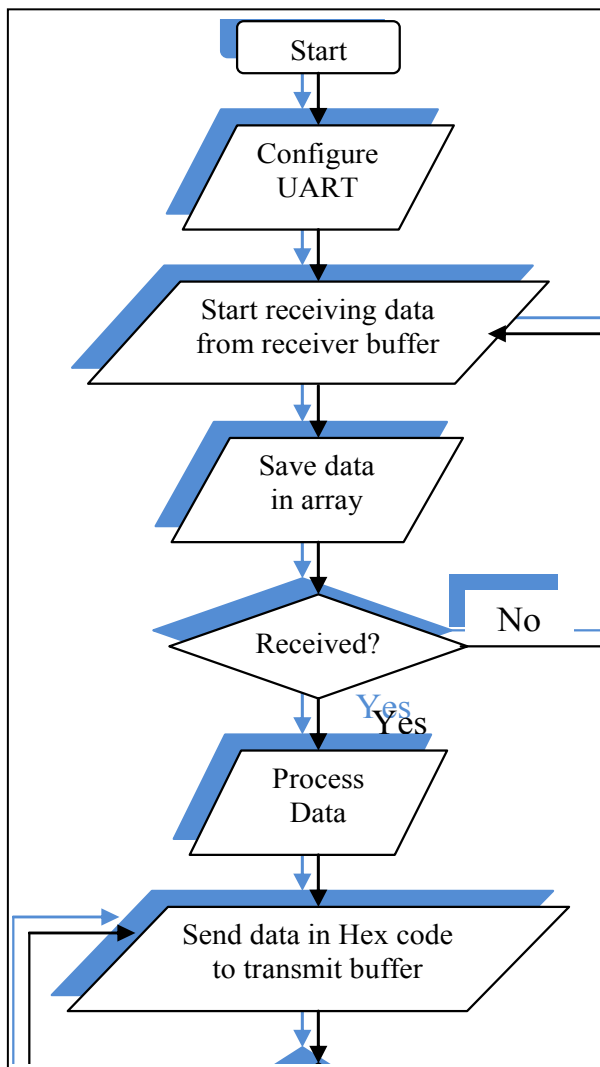 Start
Configure
UART
Start receiving data
from receiver buffer
Save data
in array
Received?
No
Yes
Yes
Process
Data
Send data in Hex code
to transmit buffer